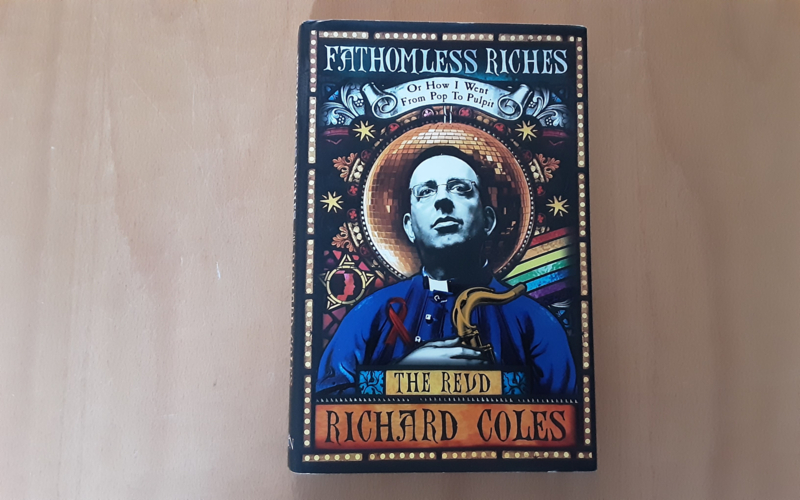 FATHOMLESS RICHES
Or How I Went
From Pop To Pulpit
THE REVD
RICHARD COLES